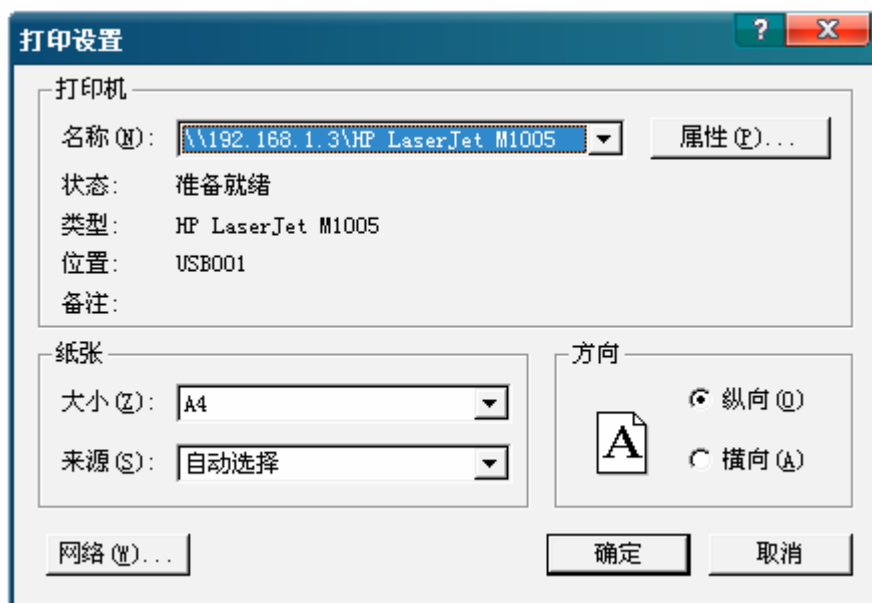 打印设置
打印机
名称(N): \\192.168.1.3\HP LaserJet M1005 属性(P)...
状态: 准备就绪
类型: HP LaserJet M1005
位置: USB001
备注:
纸张
大小(Z): A4
来源(S): 自动选择
方向
A
纵向(O)
横向(A)
网络(W)... 确定 取消